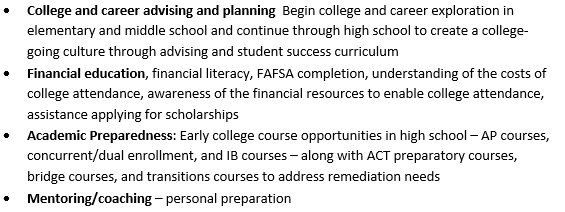 • College and career advising and planning  Begin college and career exploration in
elementary and middle school and continue through high school to create a college-
going culture through advising and student success curriculum
• Financial education, financial literacy, FAFSA completion, understanding of the costs of
college attendance, awareness of the financial resources to enable college attendance,
assistance applying for scholarships
• Academic Preparedness: Early college course opportunities in high school – AP courses,
concurrent/dual enrollment, and IB courses – along with ACT preparatory courses,
bridge courses, and transitions courses to address remediation needs
• Mentoring/coaching – personal preparation